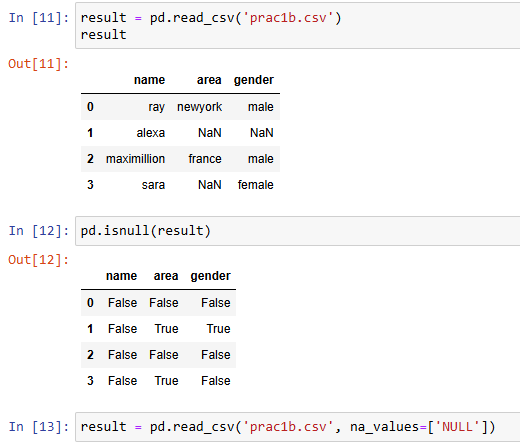 In [11]: result = pd.read_csv('prac1b.csv')
result
Out[11]:
name area gender
0 ray newyork male
1 alexa NaN NaN
2 maximillion france male
3 sara NaN female
In [12]: pd.isnull(result)
Out[12]:
name area gender
0 False False False
1 False True True
2 False False False
3 False True False
In [13]: result = pd.read_csv('prac1b.csv', na_values=['NULL'])